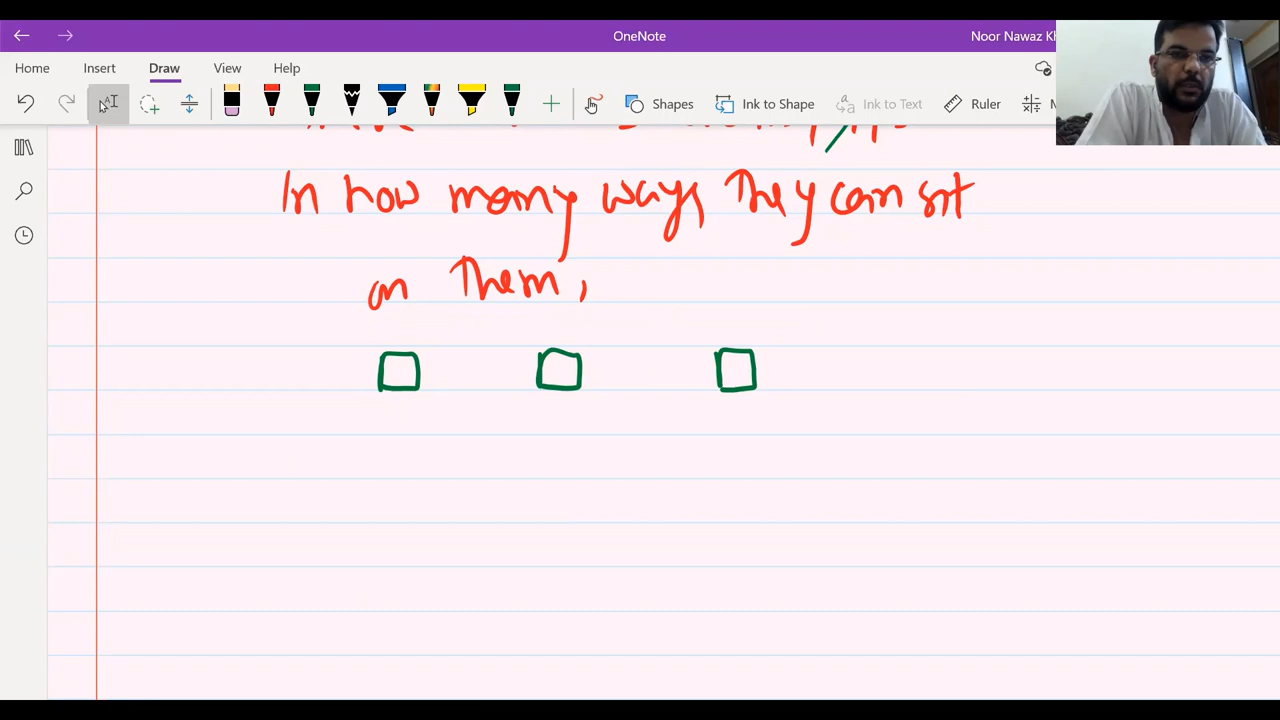 OneNote
Noor Nawaz Kh
Home Insert Draw View Help
Shapes Ink to Shape Ink to Text Ruler M
In how many ways they can sit
on them,